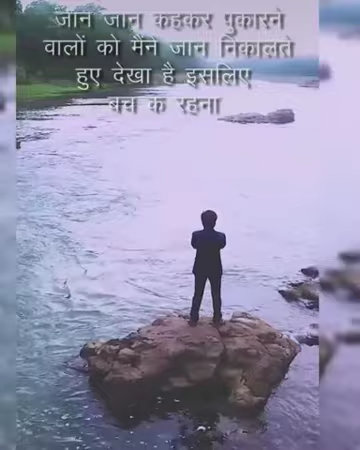 जान जान कहकर पुकारने
वालों को मैंने जान निकालते
हुए देखा है इसलिए
बच के रहना